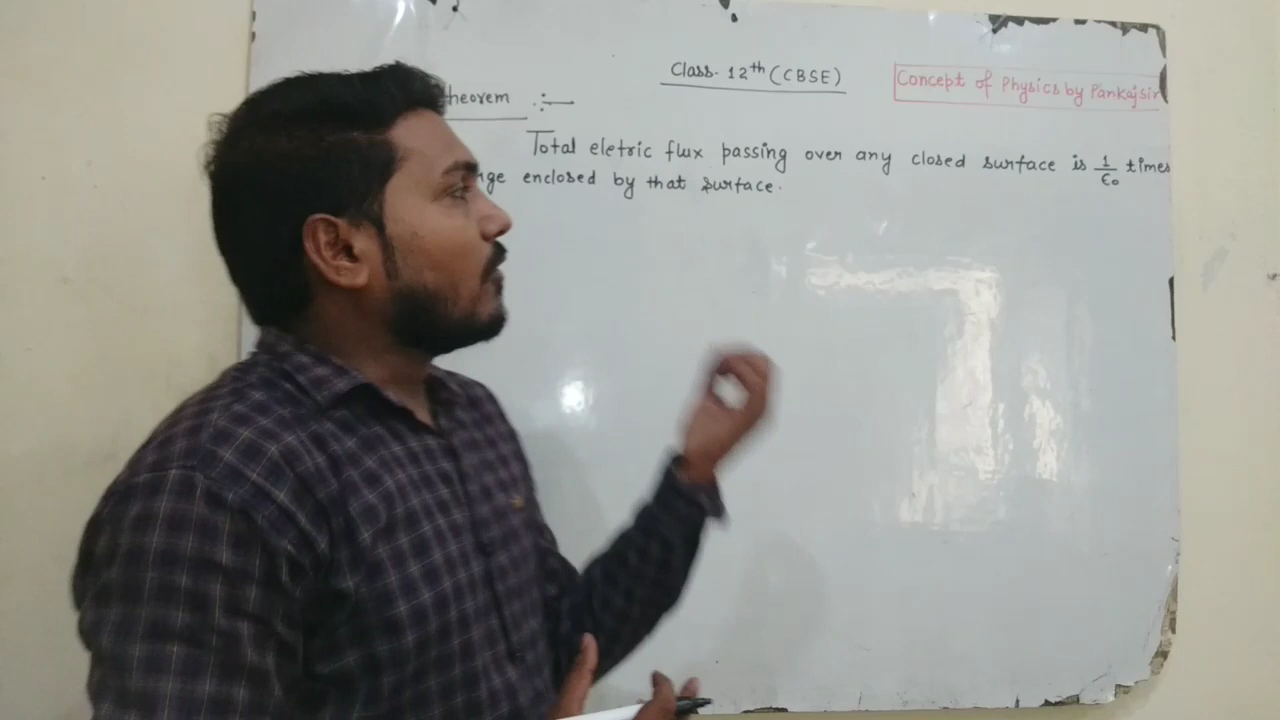 Class. 12th (CBSE)
Concept of Physics by Pankajsir
theorem :-
Total eletric flux passing over any closed surface is 1/ϵ₀ times
enclosed by that surface.